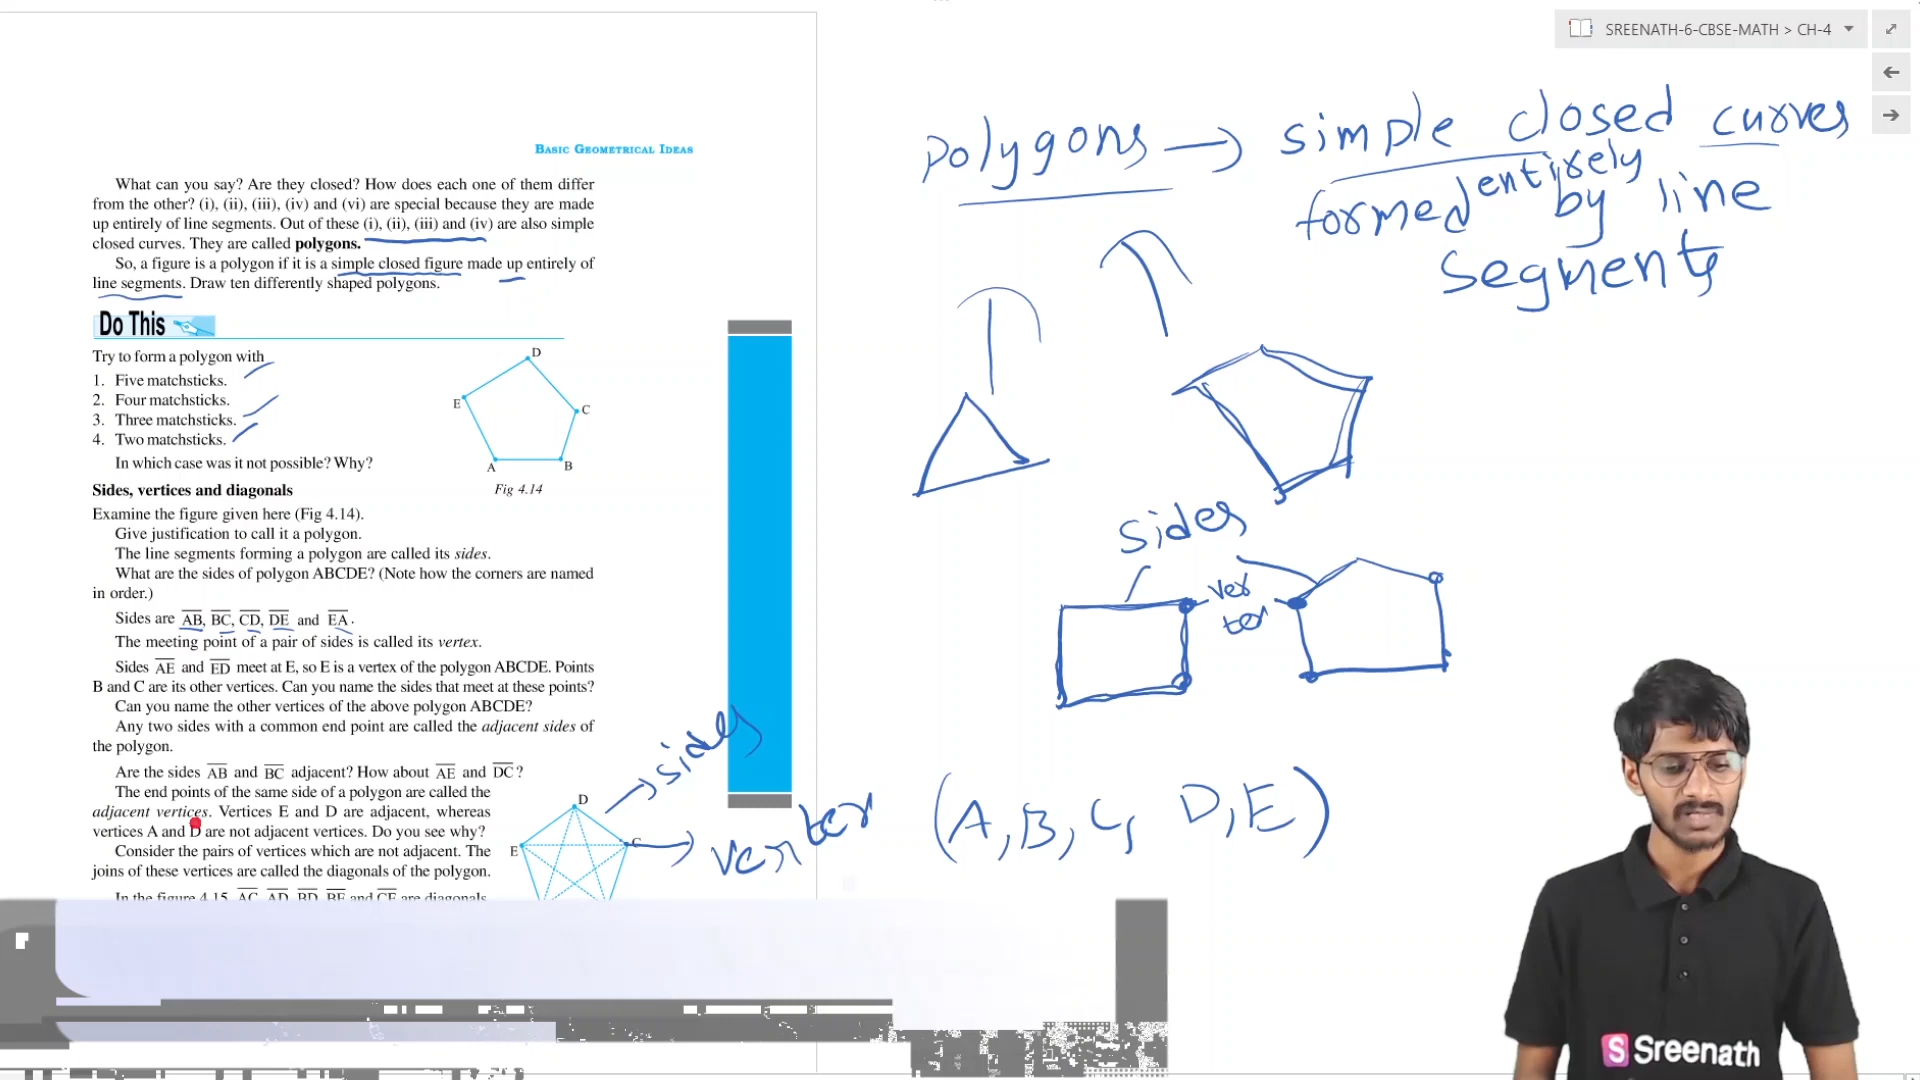 SREENATH-6-CBSE-MATH > CH-4
BASIC GEOMETRICAL IDEAS
What can you say? Are they closed? How does each one of them differ
from the other? (i), (ii), (iii), (iv) and (vi) are special because they are made
up entirely of line segments. Out of these (i), (ii), (iii) and (iv) are also simple
closed curves. They are called polygons.
So, a figure is a polygon if it is a simple closed figure made up entirely of
line segments. Draw ten differently shaped polygons.
Do This
Try to form a polygon with
1. Five matchsticks.
2. Four matchsticks.
3. Three matchsticks.
4. Two matchsticks.
In which case was it not possible? Why?
D
E
C
A
B
Fig 4.14
Sides, vertices and diagonals
Examine the figure given here (Fig 4.14).
Give justification to call it a polygon.
The line segments forming a polygon are called its sides.
What are the sides of polygon ABCDE? (Note how the corners are named
in order.)
Sides are AB, BC, CD, DE and EA.
The meeting point of a pair of sides is called its vertex.
Sides AE and ED meet at E, so E is a vertex of the polygon ABCDE. Points
B and C are its other vertices. Can you name the sides that meet at these points?
Can you name the other vertices of the above polygon ABCDE?
Any two sides with a common end point are called the adjacent sides of
the polygon.
Are the sides AB and BC adjacent? How about AE and DC?
The end points of the same side of a polygon are called the
adjacent vertices. Vertices E and D are adjacent, whereas
vertices A and D are not adjacent vertices. Do you see why?
Consider the pairs of vertices which are not adjacent. The
joins of these vertices are called the diagonals of the polygon.
In the figure 4.15, AC, AD, BD, BE and CE are diagonals
D
E
C
polygons → simple closed curves
formed entirely by line
segments
sides
ver
tex
sides
vertex (A, B, C, D, E)
Sreenath